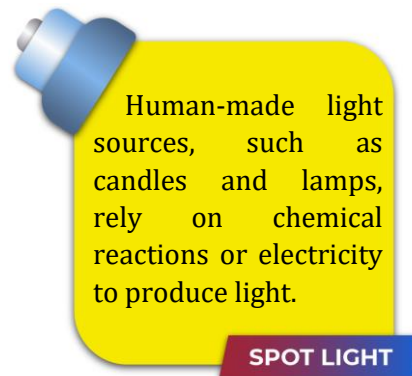 Human-made light
sources, such as
candles and lamps,
rely on chemical
reactions or electricity
to produce light.
SPOT LIGHT